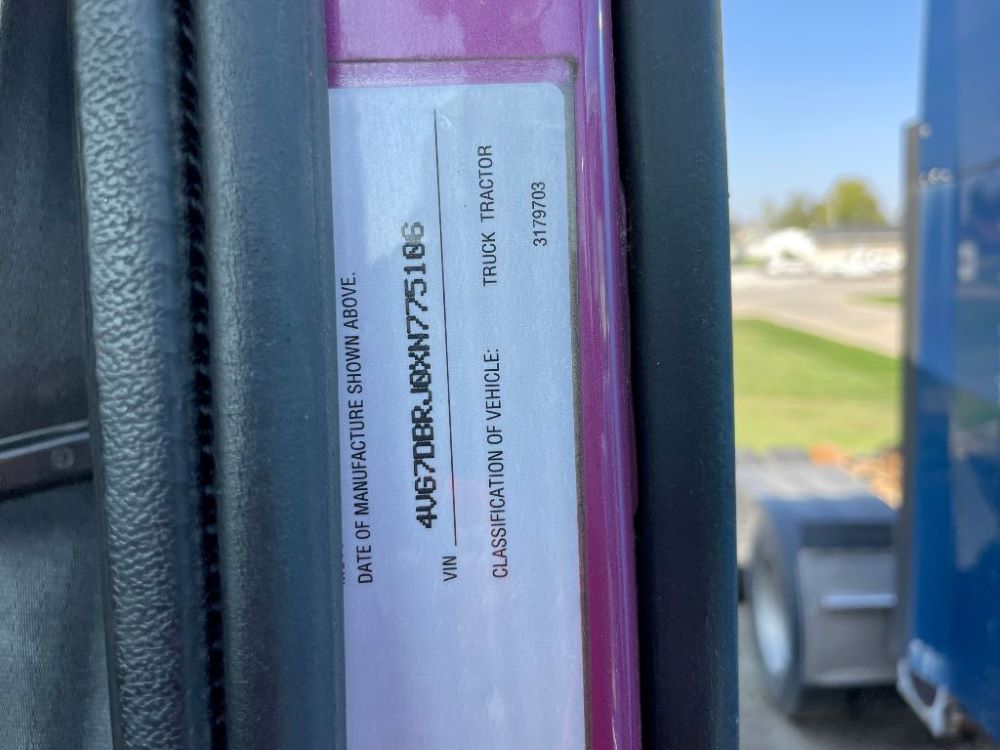 DATE OF MANUFACTURE SHOWN ABOVE.
4VG7DBRJ0XN775106
VIN
CLASSIFICATION OF VEHICLE: TRUCK TRACTOR
3179703